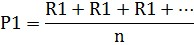 P1 = (R1 + R1 + R1 + ⋯) / n